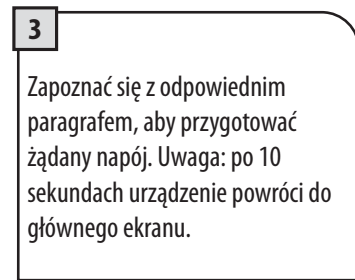 3
Zapoznać się z odpowiednim
paragrafem, aby przygotować
żądany napój. Uwaga: po 10
sekundach urządzenie powróci do
głównego ekranu.